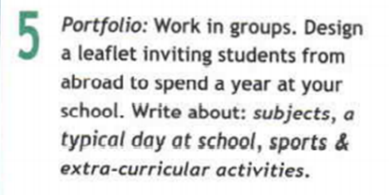 5 Portfolio: Work in groups. Design
a leaflet inviting students from
abroad to spend a year at your
school. Write about: subjects, a
typical day at school, sports &
extra-curricular activities.